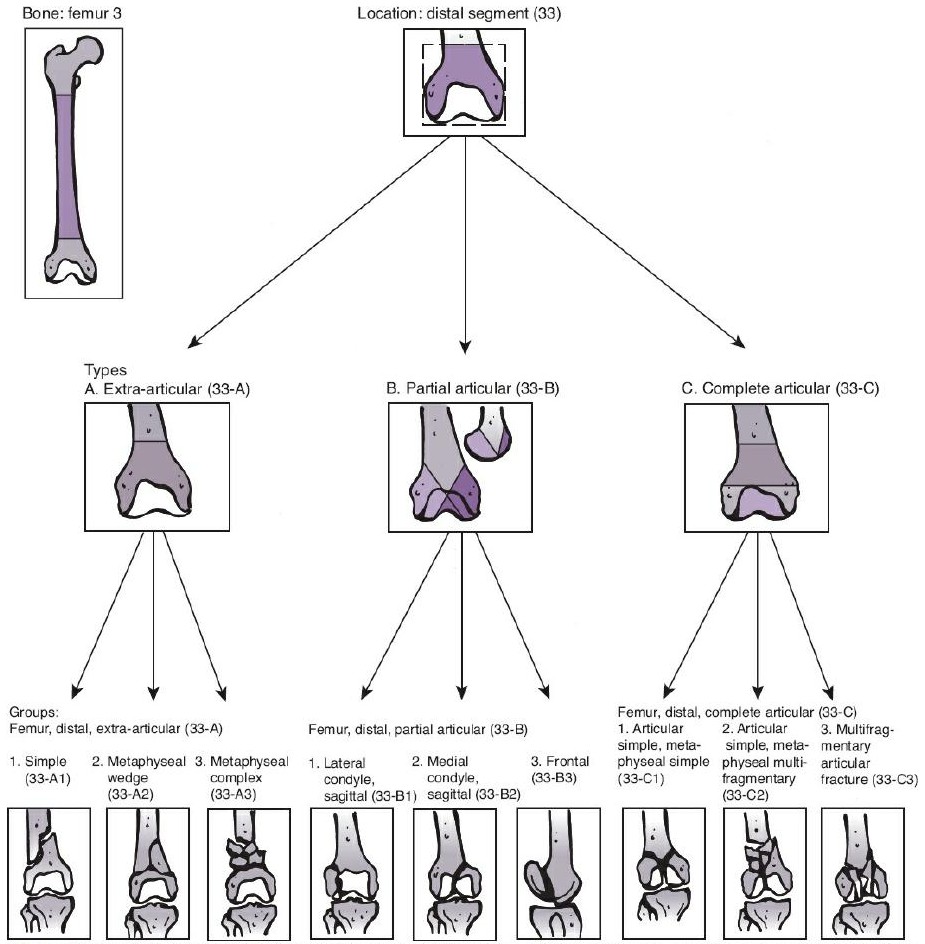 Bone: femur 3
Location: distal segment (33)
Types
A. Extra-articular (33-A)
B. Partial articular (33-B)
C. Complete articular (33-C)
Groups:
Femur, distal, extra-articular (33-A)
1. Simple
(33-A1)
2. Metaphyseal
wedge
(33-A2)
3. Metaphyseal
complex
(33-A3)
Femur, distal, partial articular (33-B)
1. Lateral
condyle,
sagittal (33-B1)
2. Medial
condyle,
sagittal (33-B2)
3. Frontal
(33-B3)
Femur, distal, complete articular (33-C)
1. Articular
simple, meta-
physeal simple
(33-C1)
2. Articular
simple, meta-
physeal multi-
fragmentary
(33-C2)
3. Multifrag-
mentary
articular
fracture (33-C3)